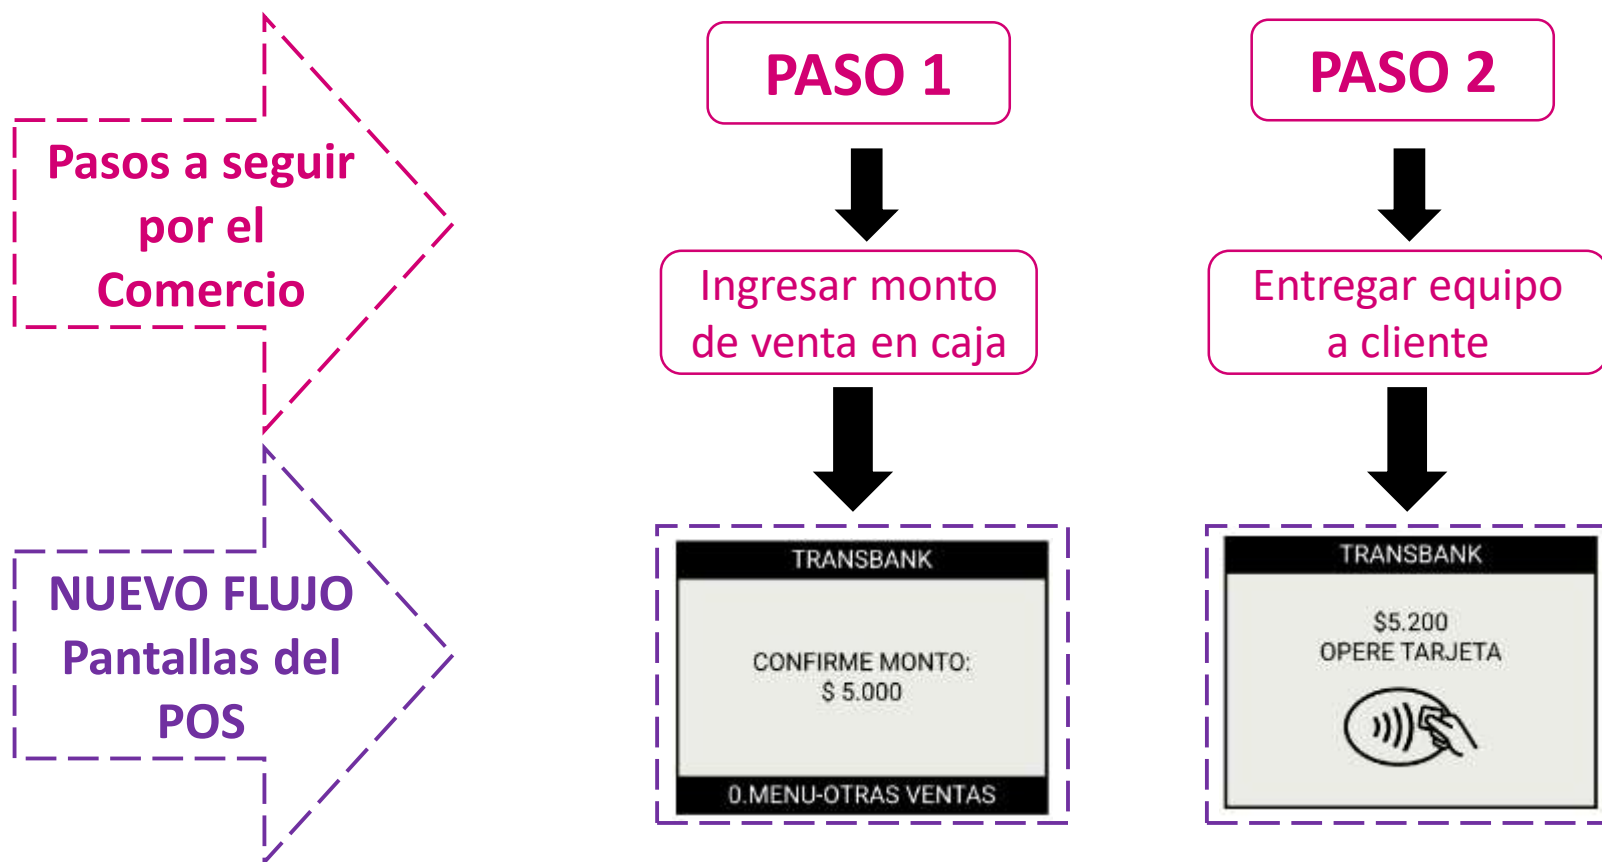 Pasos a seguir
por el
Comercio
PASO 1
Ingresar monto
de venta en caja
PASO 2
Entregar equipo
a cliente
NUEVO FLUJO
Pantallas del
POS
TRANSBANK
CONFIRME MONTO:
$ 5.000
0.MENU-OTRAS VENTAS
TRANSBANK
$5.200
OPERE TARJETA